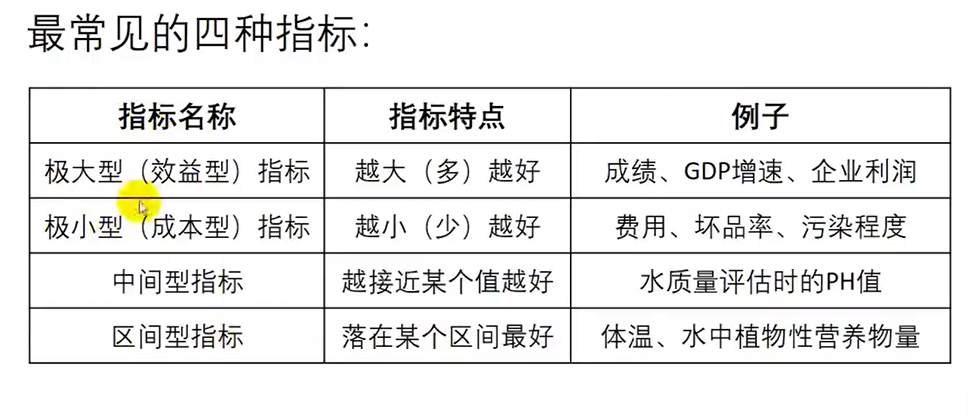 最常见的四种指标：
指标名称 指标特点 例子
极大型（效益型）指标 越大（多）越好 成绩、GDP增速、企业利润
极小型（成本型）指标 越小（少）越好 费用、坏品率、污染程度
中间型指标 越接近某个值越好 水质量评估时的PH值
区间型指标 落在某个区间最好 体温、水中植物性营养物量